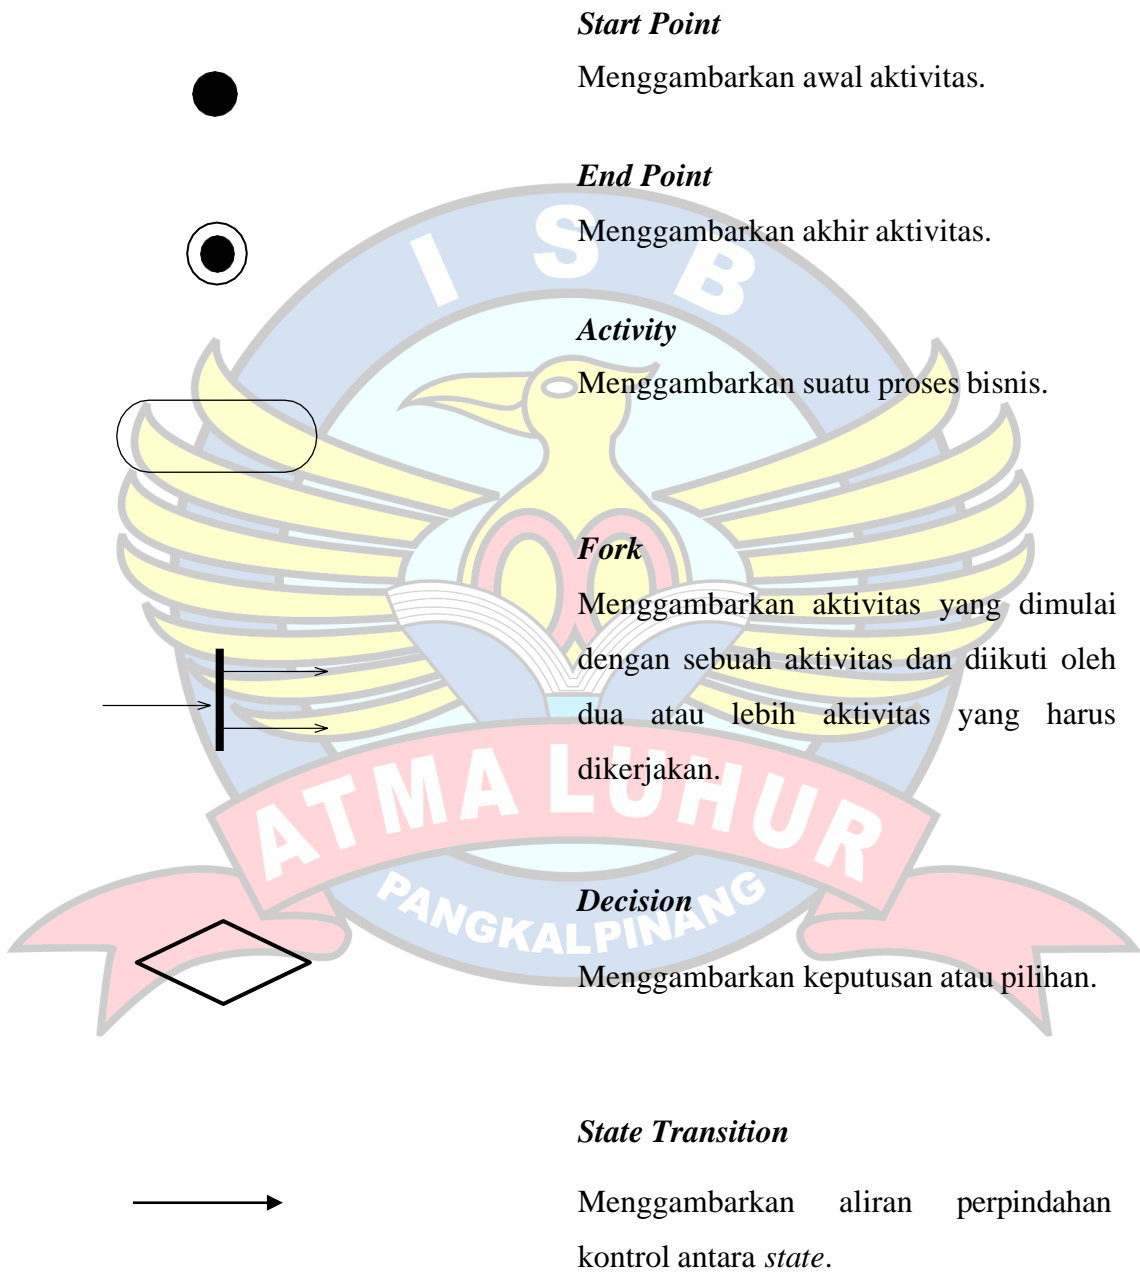 Start Point
Menggambarkan awal aktivitas.
End Point
Menggambarkan akhir aktivitas.
I S B
Activity
Menggambarkan suatu proses bisnis.
Fork
Menggambarkan aktivitas yang dimulai
dengan sebuah aktivitas dan diikuti oleh
dua atau lebih aktivitas yang harus
dikerjakan.
ATMA LUHUR
PANGKALPINANG
Decision
Menggambarkan keputusan atau pilihan.
State Transition
Menggambarkan aliran perpindahan
kontrol antara state.